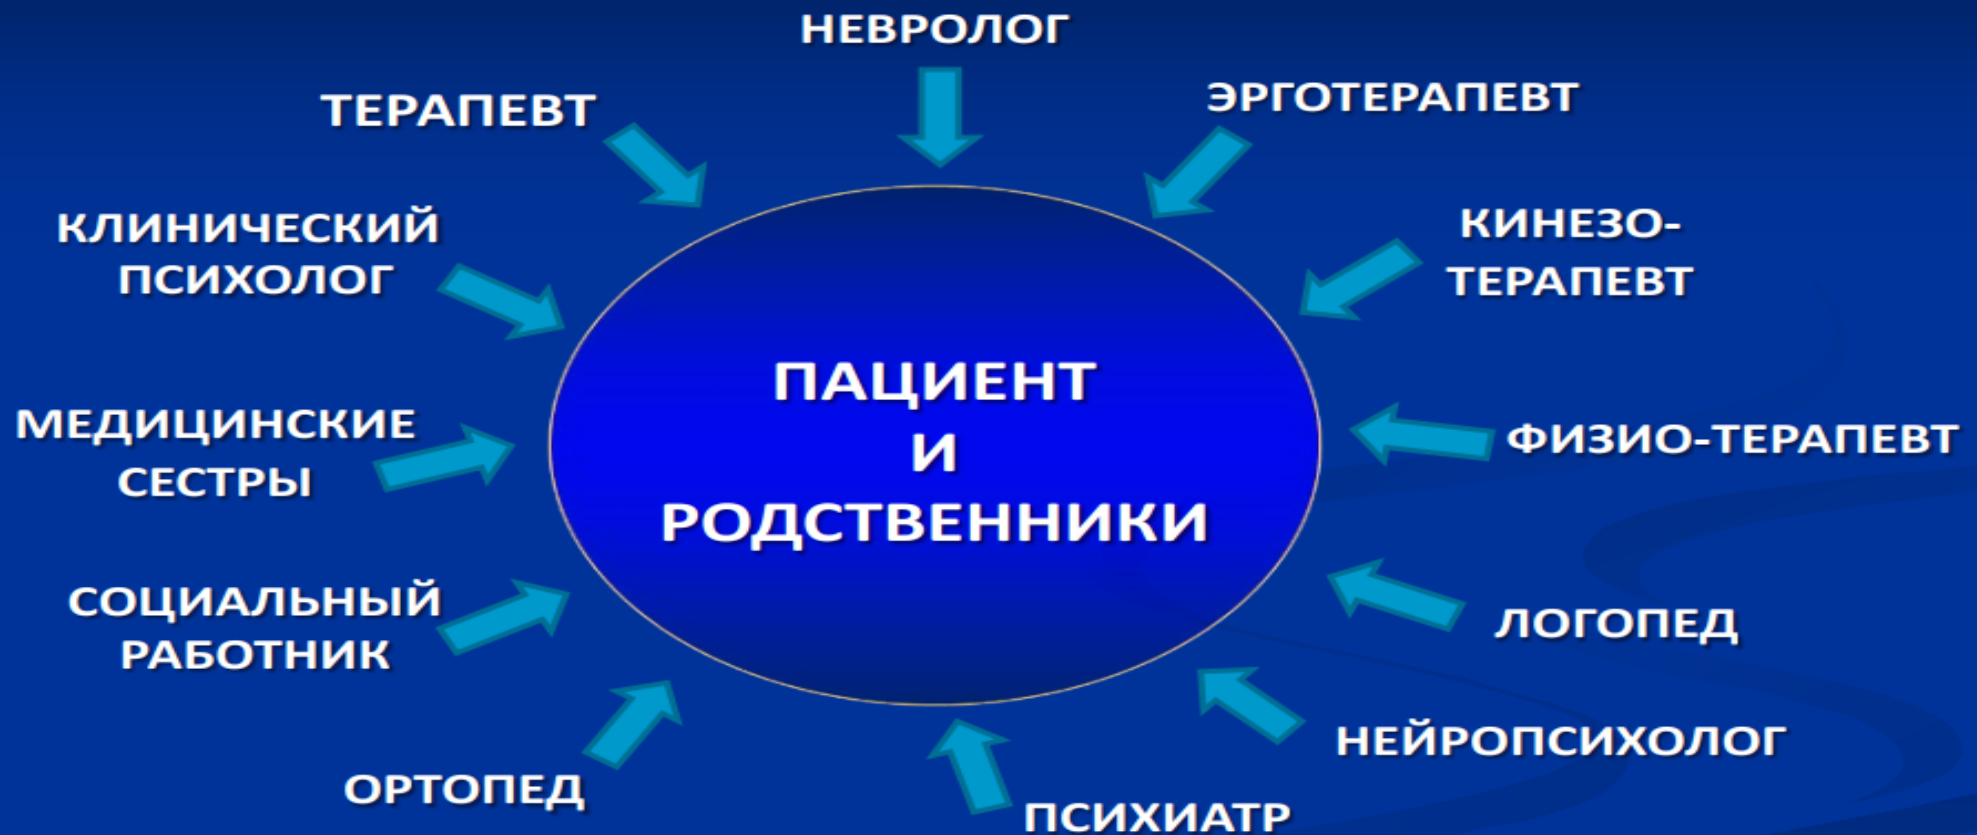 НЕВРОЛОГ
ТЕРАПЕВТ
ЭРГОТЕРАПЕВТ
КЛИНИЧЕСКИЙ
ПСИХОЛОГ
КИНЕЗО-
ТЕРАПЕВТ
ПАЦИЕНТ
И
РОДСТВЕННИКИ
МЕДИЦИНСКИЕ
СЕСТРЫ
ФИЗИО-ТЕРАПЕВТ
СОЦИАЛЬНЫЙ
РАБОТНИК
ЛОГОПЕД
НЕЙРОПСИХОЛОГ
ОРТОПЕД
ПСИХИАТР